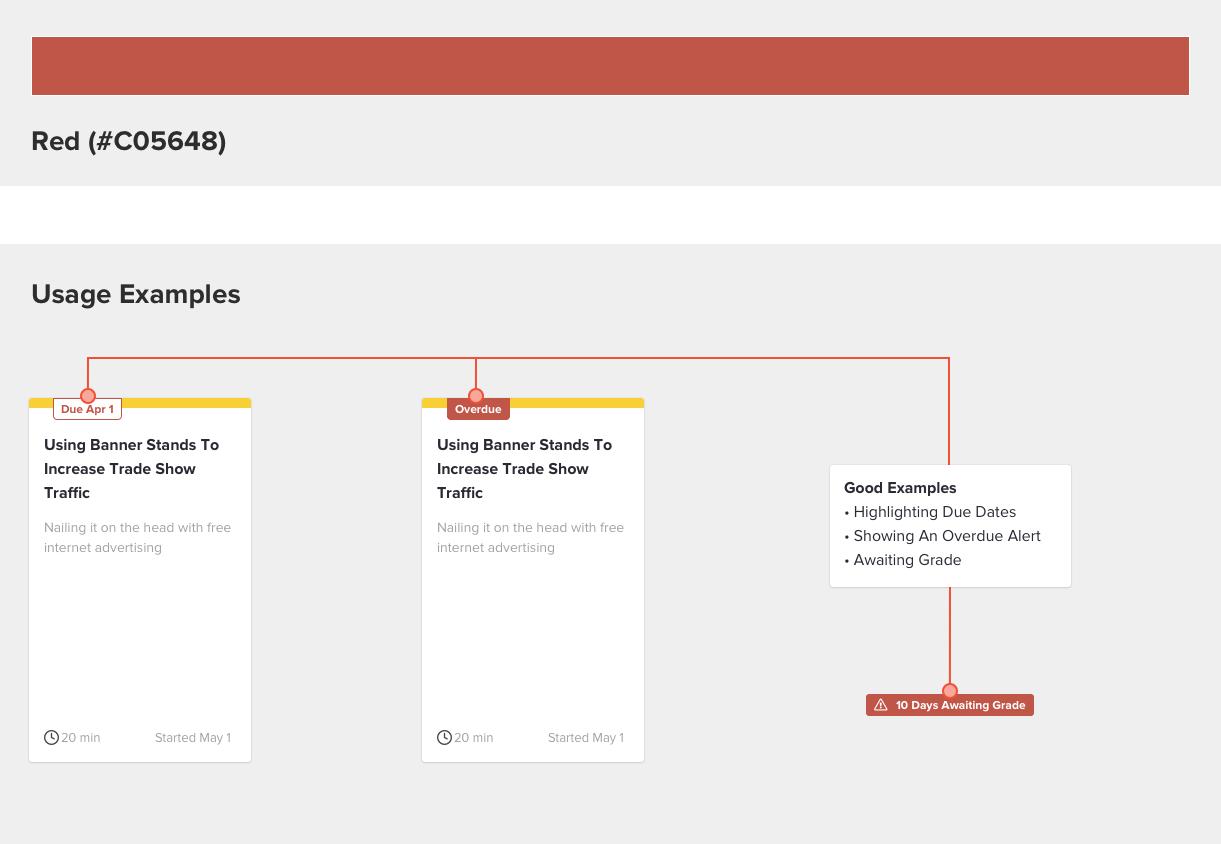 Red (#C05648)
Usage Examples
Due Apr 1
Using Banner Stands To
Increase Trade Show
Traffic
Nailing it on the head with free
internet advertising
20 min
Started May 1
Overdue
Using Banner Stands To
Increase Trade Show
Traffic
Nailing it on the head with free
internet advertising
20 min
Started May 1
Good Examples
• Highlighting Due Dates
• Showing An Overdue Alert
• Awaiting Grade
10 Days Awaiting Grade